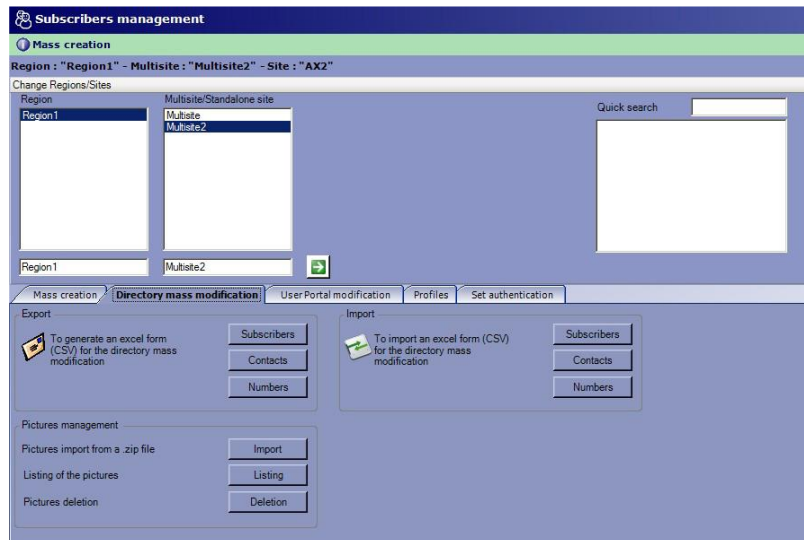 Subscribers management
Mass creation
Region : "Region1" - Multisite : "Multisite2" - Site : "AX2"
Change Regions/Sites
Region
Multisite/Standalone site
Quick search
Region1
Multisite
Multisite2
Region1
Multisite2
Mass creation
Directory mass modification
User Portal modification
Profiles
Set authentication
Export
To generate an excel form
(CSV) for the directory mass
modification
Subscribers
Contacts
Numbers
Import
To import an excel form (CSV)
for the directory mass
modification
Subscribers
Contacts
Numbers
Pictures management
Pictures import from a .zip file
Import
Listing of the pictures
Listing
Pictures deletion
Deletion